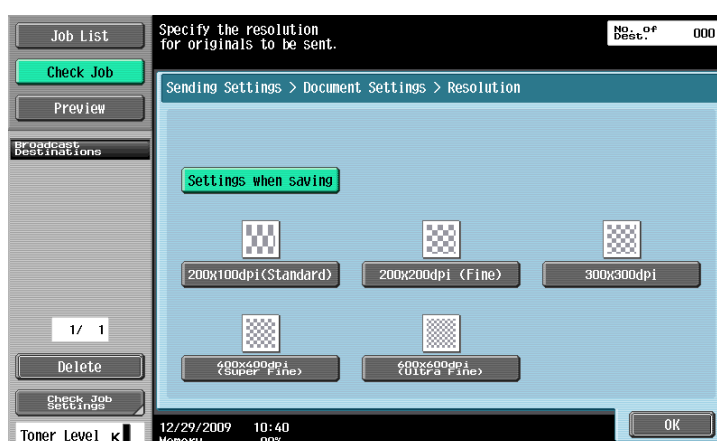 Job List
Check Job
Preview
Broadcast
Destinations
1/ 1
Delete
Check Job
Settings
Toner Level K
Specify the resolution
for originals to be sent.
No. of
Dest.
000
Sending Settings > Document Settings > Resolution
Settings when saving
200x100dpi(Standard)
200x200dpi (Fine)
300x300dpi
400x400dpi
(Super Fine)
600x600dpi
(Ultra Fine)
12/29/2009 10:40
Memory
OK